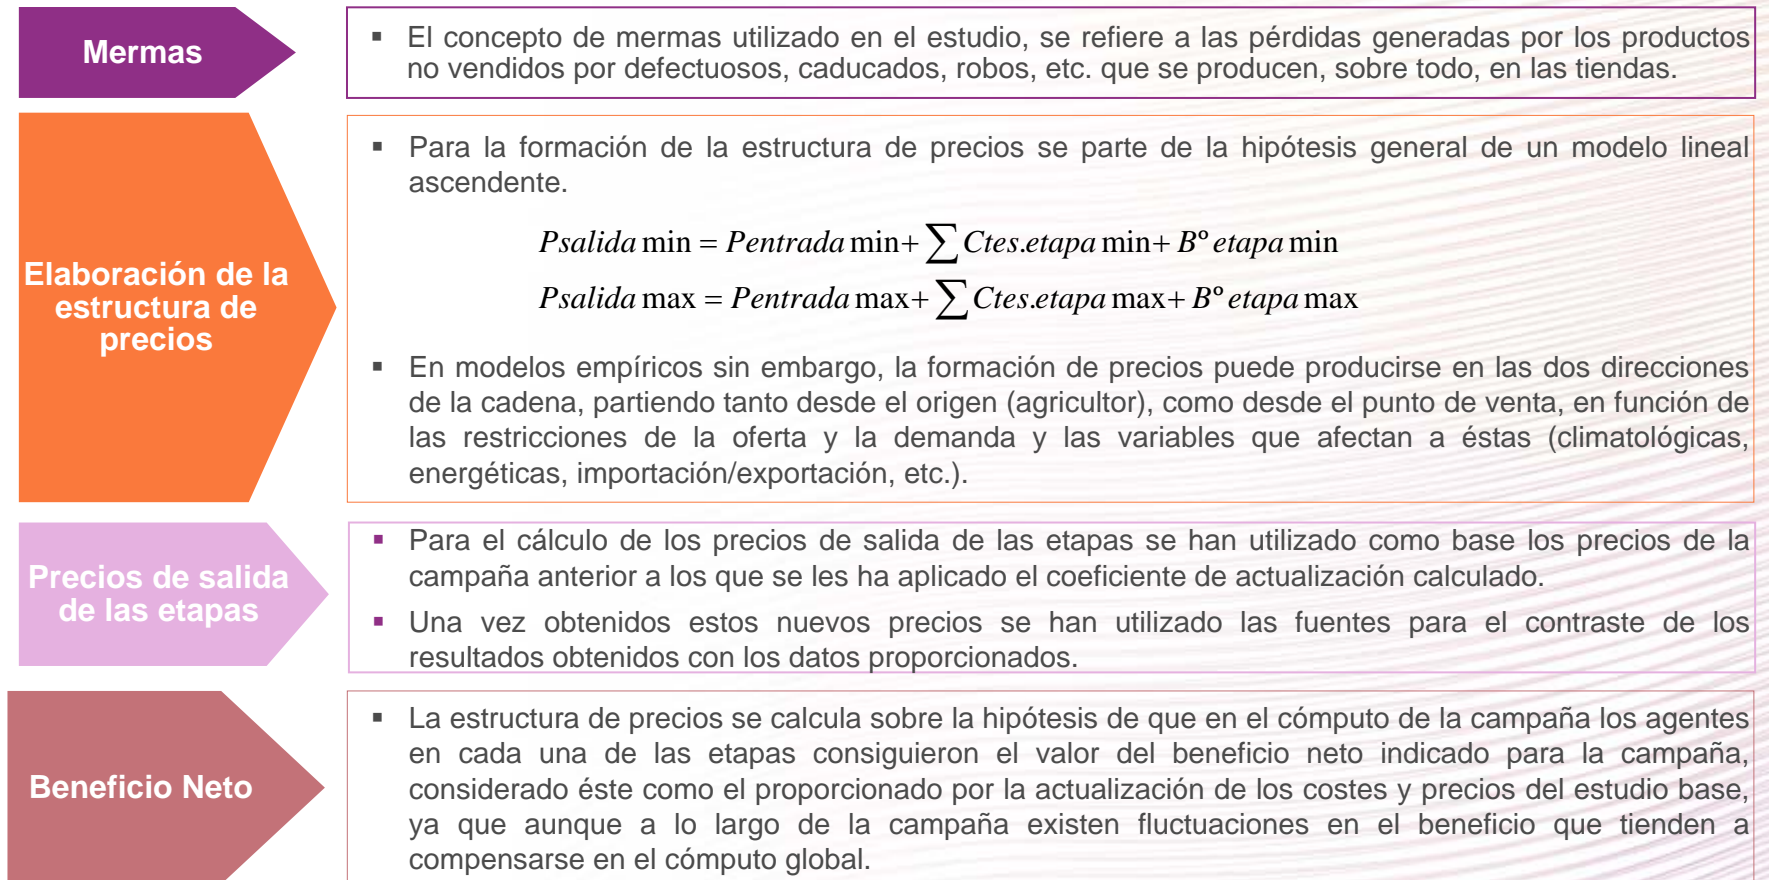 Mermas
▪ El concepto de mermas utilizado en el estudio, se refiere a las pérdidas generadas por los productos
no vendidos por defectuosos, caducados, robos, etc. que se producen, sobre todo, en las tiendas.
Elaboración de la
estructura de
precios
▪ Para la formación de la estructura de precios se parte de la hipótesis general de un modelo lineal
ascendente.
Psalida min = Pentrada min+ ∑ Ctes.etapa min+ Bº etapa min
Psalida max = Pentrada max+ ∑ Ctes.etapa max+ Bº etapa max
▪ En modelos empíricos sin embargo, la formación de precios puede producirse en las dos direcciones
de la cadena, partiendo tanto desde el origen (agricultor), como desde el punto de venta, en función de
las restricciones de la oferta y la demanda y las variables que afectan a éstas (climatológicas,
energéticas, importación/exportación, etc.).
Precios de salida
de las etapas
▪ Para el cálculo de los precios de salida de las etapas se han utilizado como base los precios de la
campaña anterior a los que se les ha aplicado el coeficiente de actualización calculado.
▪ Una vez obtenidos estos nuevos precios se han utilizado las fuentes para el contraste de los
resultados obtenidos con los datos proporcionados.
Beneficio Neto
▪ La estructura de precios se calcula sobre la hipótesis de que en el cómputo de la campaña los agentes
en cada una de las etapas consiguieron el valor del beneficio neto indicado para la campaña,
considerado éste como el proporcionado por la actualización de los costes y precios del estudio base,
ya que aunque a lo largo de la campaña existen fluctuaciones en el beneficio que tienden a
compensarse en el cómputo global.